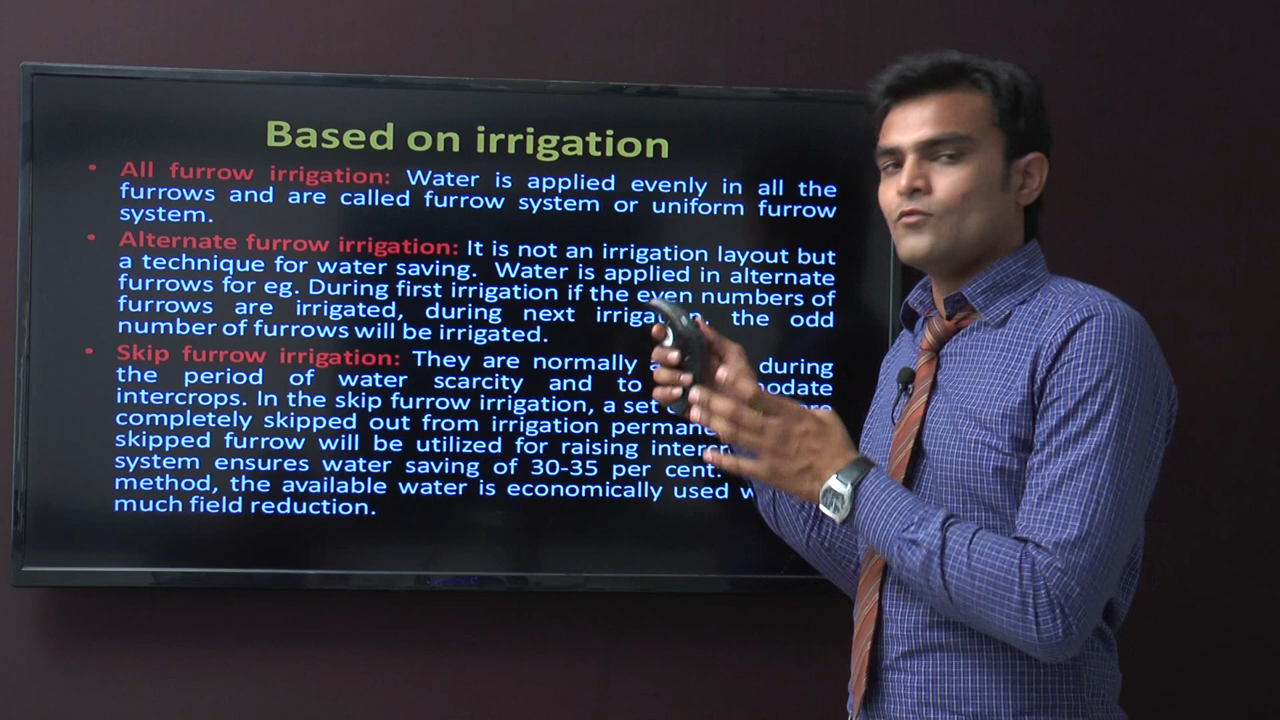 Based on irrigation
• All furrow irrigation: Water is applied evenly in all the
furrows and are called furrow system or uniform furrow
system.
• Alternate furrow irrigation: It is not an irrigation layout but
a technique for water saving. Water is applied in alternate
furrows for eg. During first irrigation if the even numbers of
furrows are irrigated, during next the odd
number of furrows will be irrigated.
• Skip furrow irrigation: They are normally during
the period of water scarcity and to
intercrops. In the skip furrow irrigation, a set
completely skipped out from irrigation
skipped furrow will be utilized for raising
system ensures water saving of 30-35 per cent.
method, the available water is economically used
much field reduction.